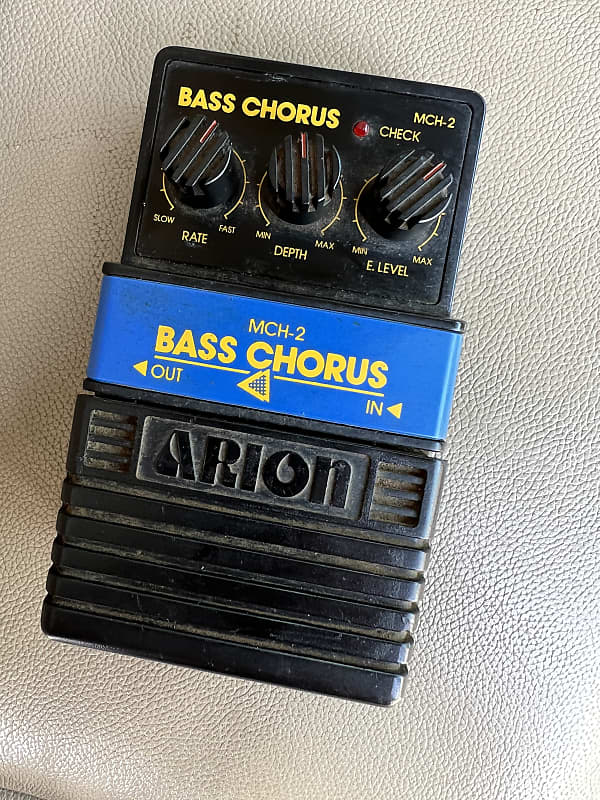 BASS CHORUS
MCH-2
CHECK
SLOW
FAST
RATE
MIN
MAX
DEPTH
MIN
MAX
E. LEVEL
MCH-2
BASS CHORUS
OUT
IN
ARION